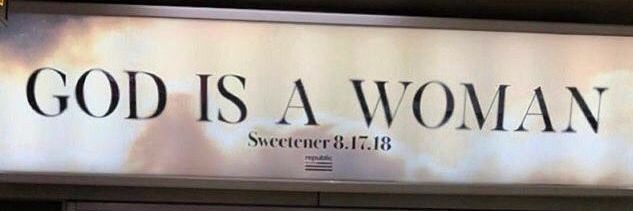 GOD IS A WOMAN
Sweetener 8.17.18
republic